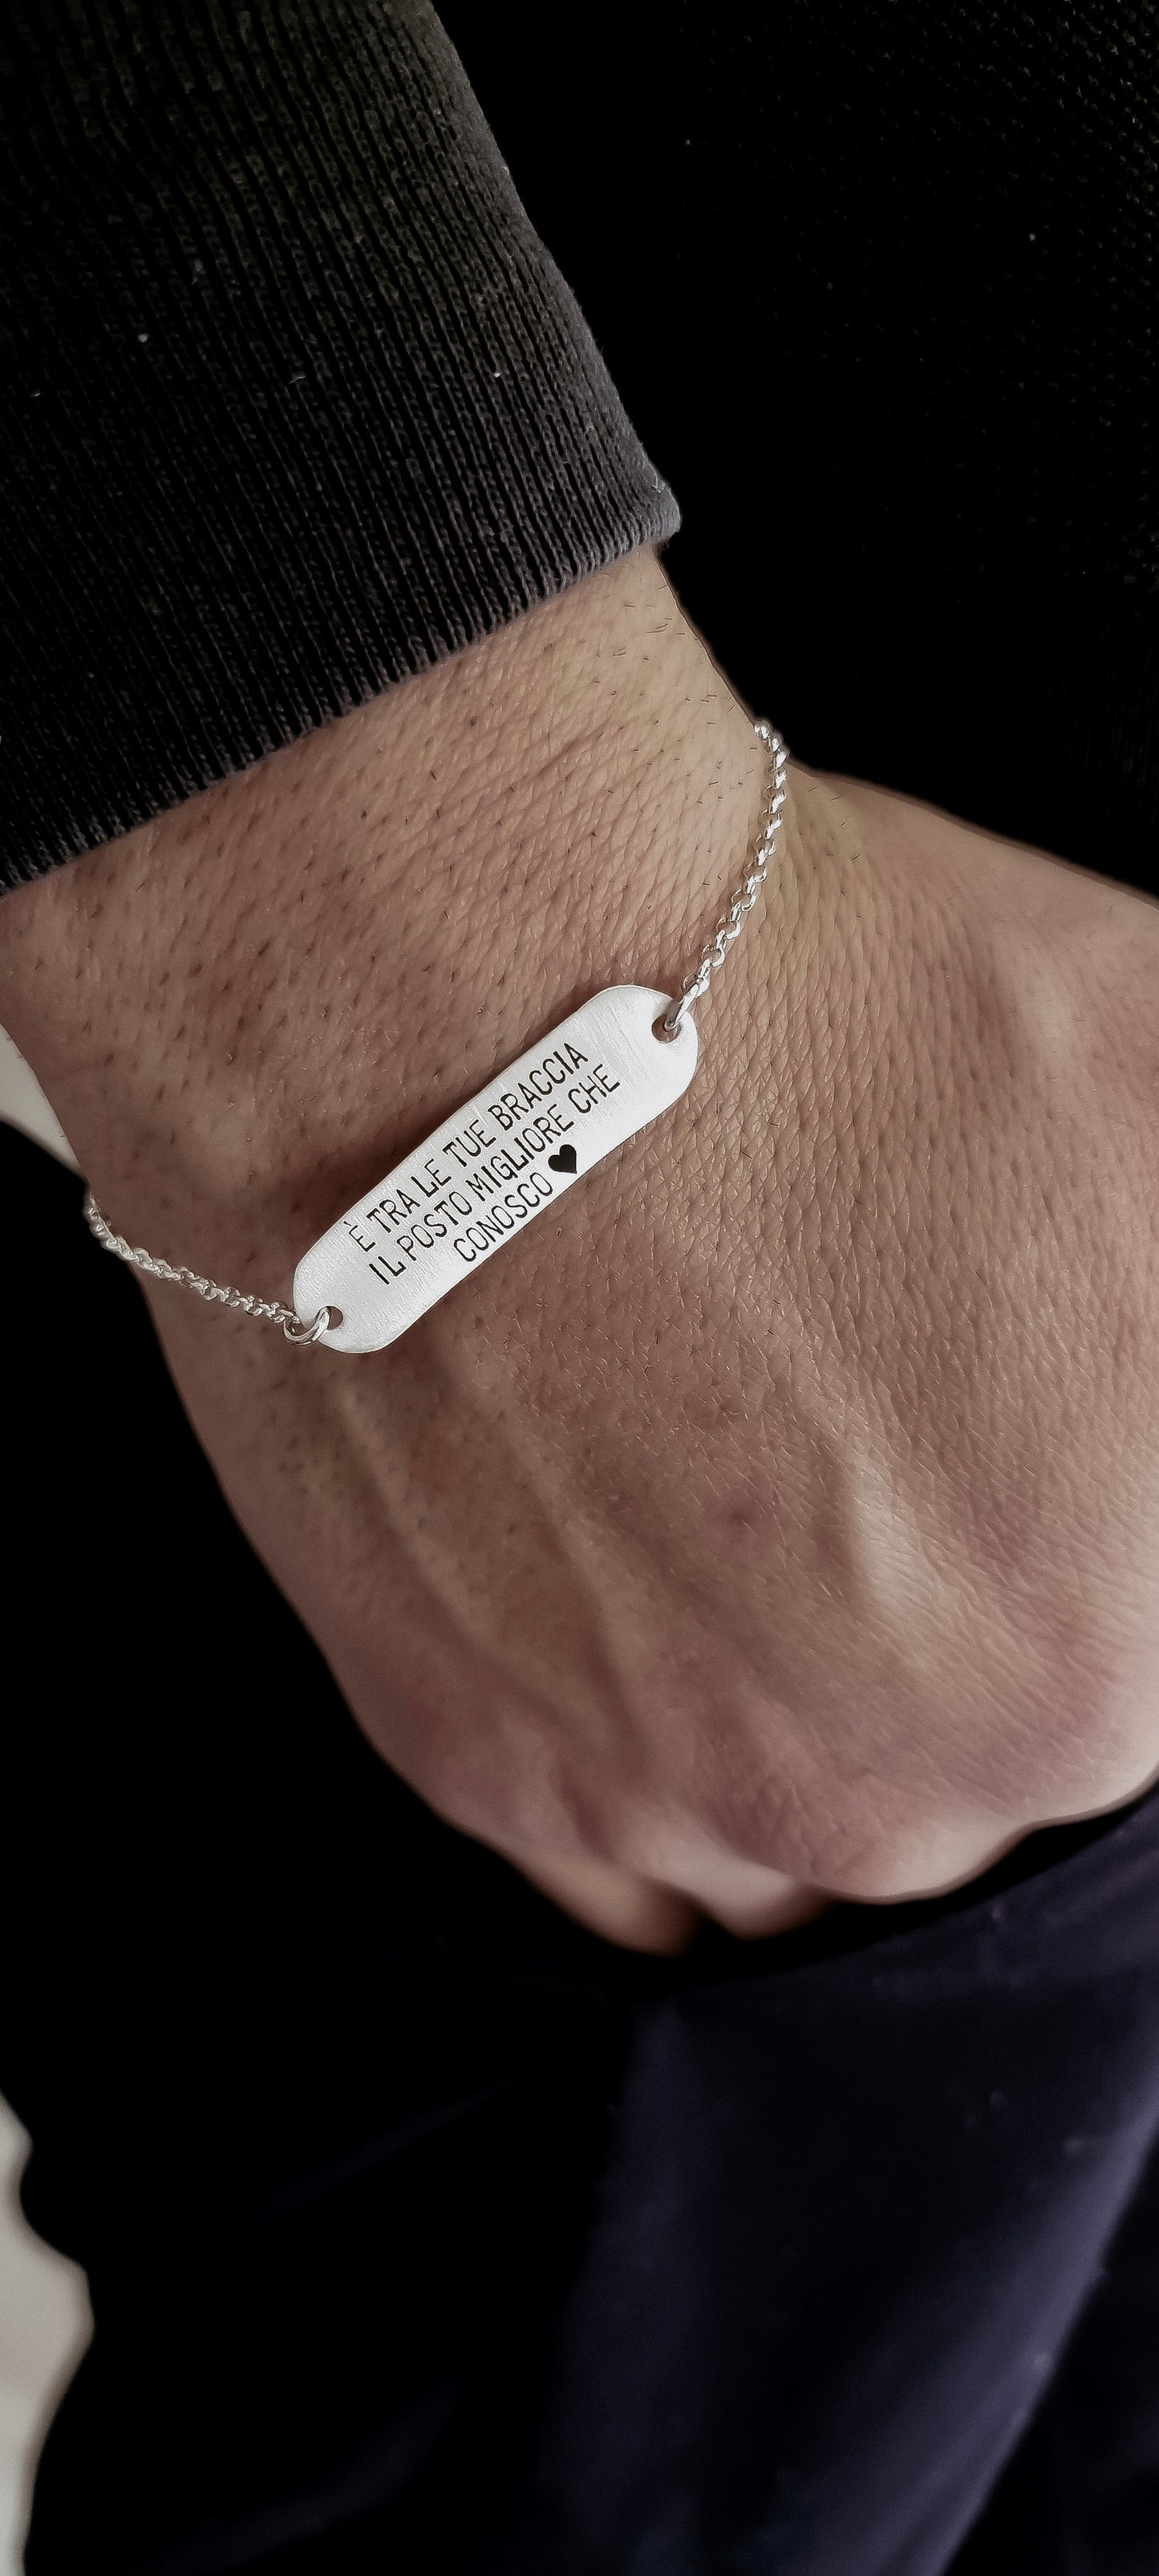 È TRA LE TUE BRACCIA
IL POSTO MIGLIORE CHE
CONOSCO ♥